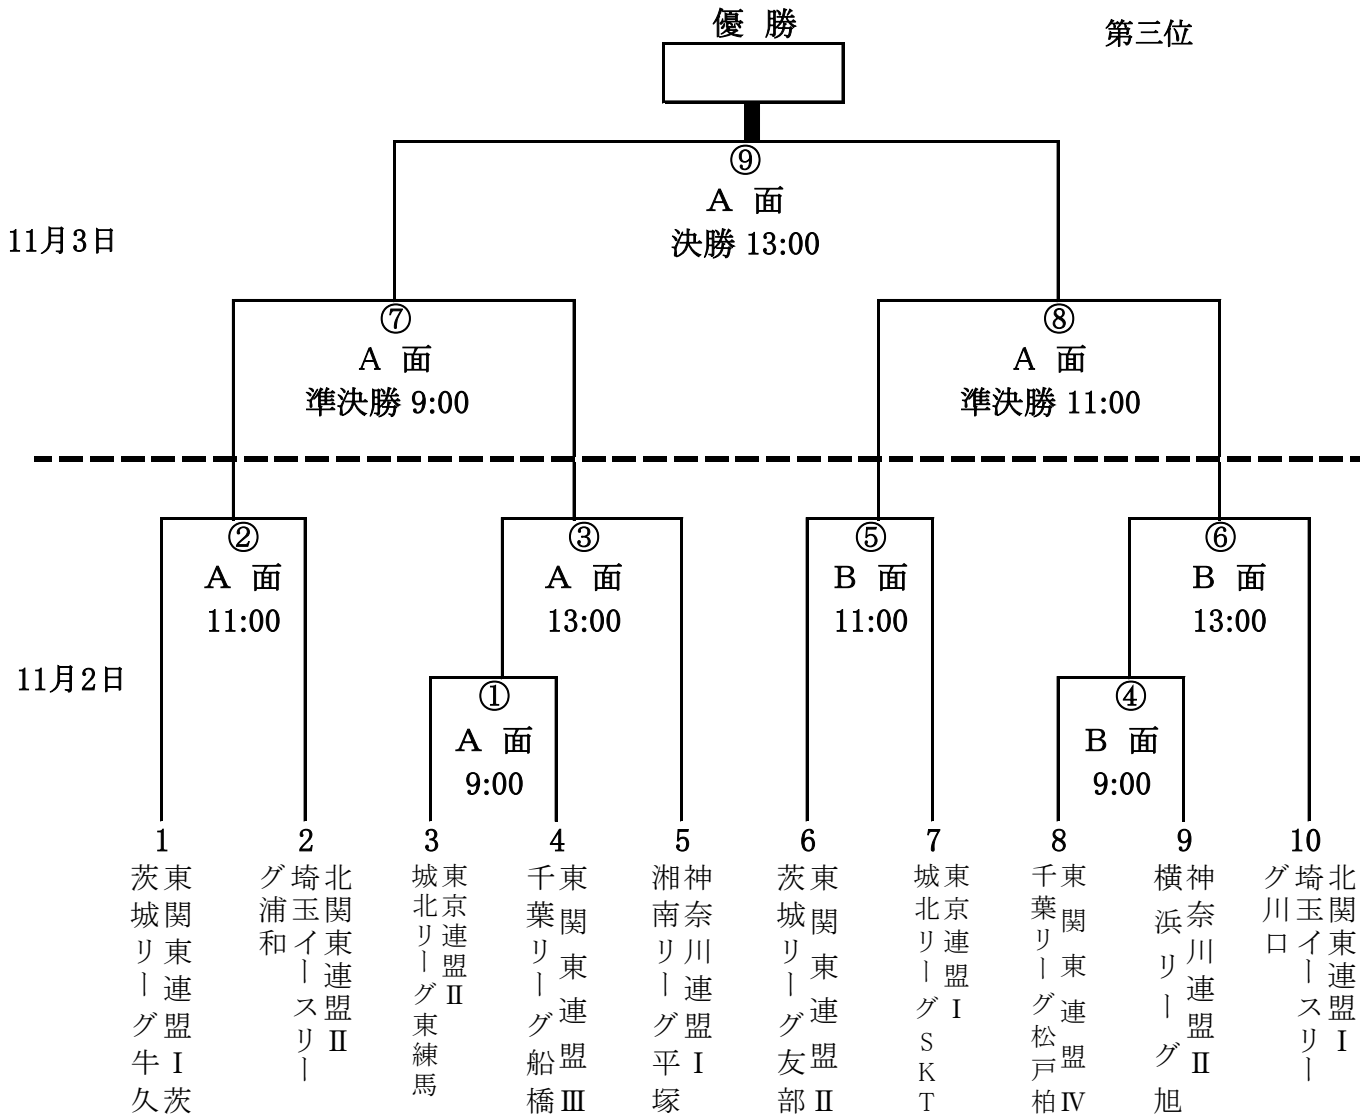 優 勝
第三位
⑨
A 面
決勝 13:00
11月3日
⑦
A 面
準決勝 9:00
⑧
A 面
準決勝 11:00
②
A 面
11:00
③
A 面
13:00
⑤
B 面
11:00
⑥
B 面
13:00
11月2日
①
A 面
9:00
④
B 面
9:00
1
2
3
4
5
6
7
8
9
10
東関東連盟Ⅰ茨
茨城リーグ牛久
北関東連盟Ⅱ
埼玉イースリー
グ浦和
東京連盟Ⅱ
城北リーグ東練馬
東関東連盟Ⅲ
千葉リーグ船橋
神奈川連盟Ⅰ
湘南リーグ平塚
東関東連盟Ⅱ
茨城リーグ友部
東京連盟Ⅰ
城北リーグSKT
東関東連盟Ⅳ
千葉リーグ松戸柏
神奈川連盟Ⅱ
横浜リーグ旭
北関東連盟Ⅰ
埼玉イースリー
グ川口